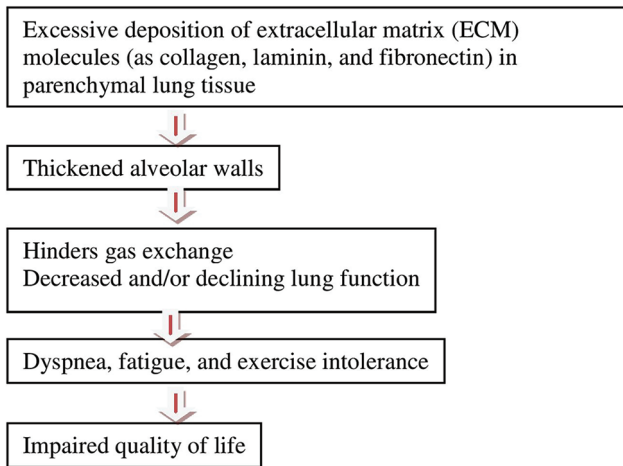 Excessive deposition of extracellular matrix (ECM)
molecules (as collagen, laminin, and fibronectin) in
parenchymal lung tissue
Thickened alveolar walls
Hinders gas exchange
Decreased and/or declining lung function
Dyspnea, fatigue, and exercise intolerance
Impaired quality of life